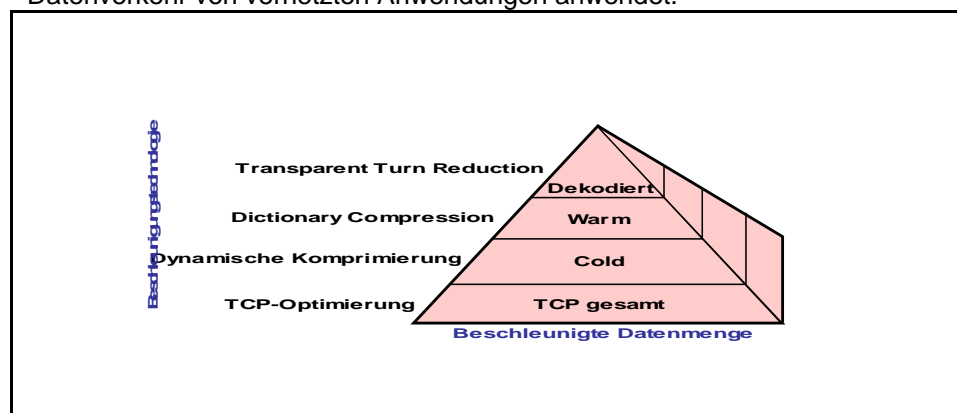 Datenverkehr von vernetzten Anwendungen anwendet.
Beschleunigungstechnologie
Transparent Turn Reduction
Dekodiert
Dictionary Compression
Warm
Dynamische Komprimierung
Cold
TCP-Optimierung
TCP gesamt
Beschleunigte Datenmenge